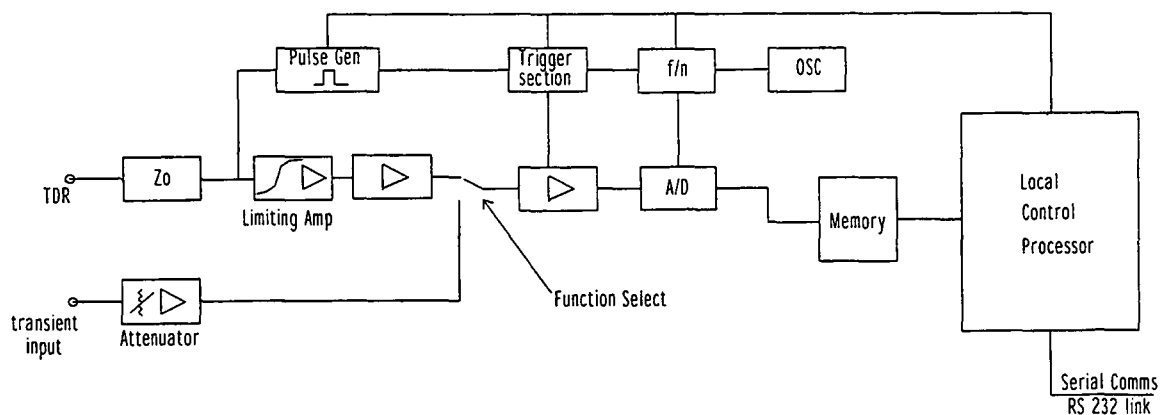 Pulse Gen
Trigger
section
f/n
OSC
TDR
Zo
Limiting Amp
A/D
Memory
Local
Control
Processor
transient
input
Attenuator
Function Select
Serial Comms
RS 232 link